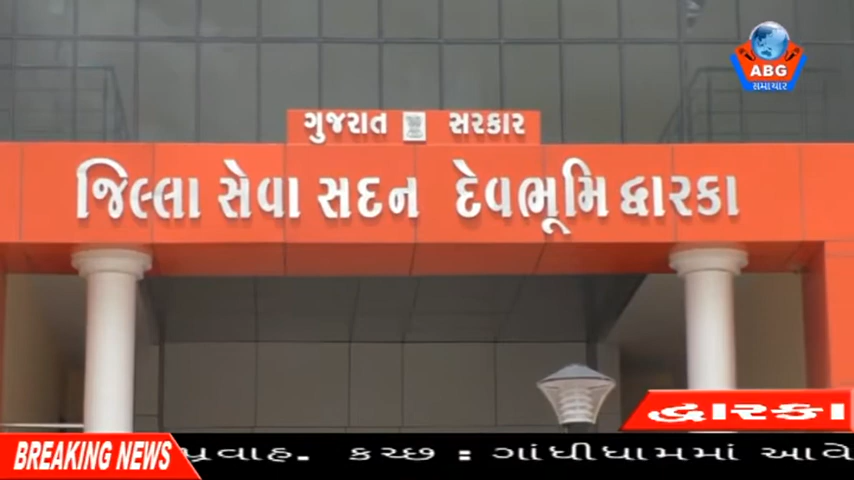 ABG
સમાચાર
ગુજરાત સરકાર
જિલ્લા સેવા સદન દેવભૂમિ દ્વારકા
દ્વારકા
BREAKING NEWS
પ્રવાહ. કચ્છ : ગાંધીધામમાં આવે